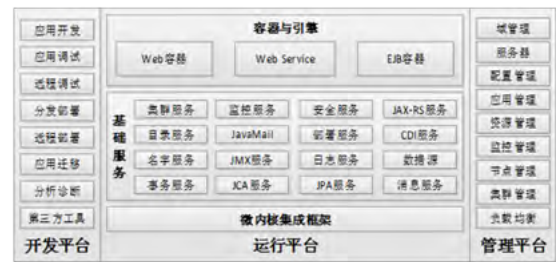 应用开发
应用调试
远程调试
分发部署
远程部署
应用迁移
分析诊断
第三方工具
开发平台
容器与引擎
Web容器
Web Service
EJB容器
基础服务
集群服务
监控服务
安全服务
JAX-RS服务
目录服务
JavaMail
部署服务
CDI服务
名字服务
JMX服务
日志服务
数据源
事务服务
JCA服务
JPA服务
消息服务
微内核集成框架
运行平台
域管理
服务器
配置管理
应用管理
资源管理
监控管理
节点管理
集群管理
负载均衡
管理平台